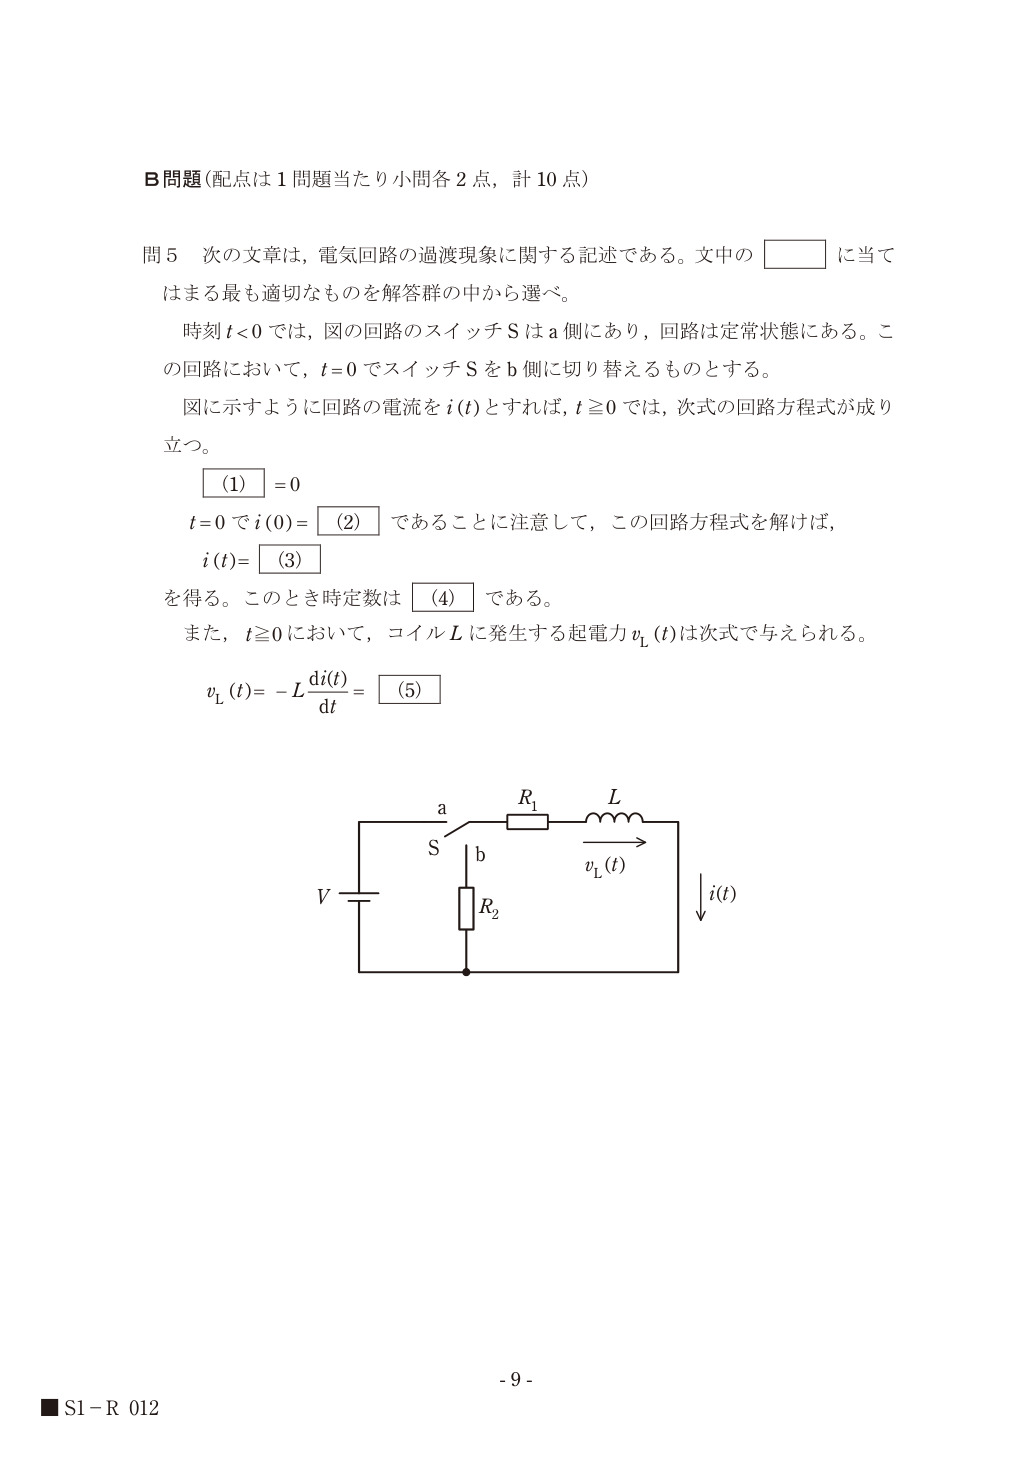 B問題(配点は1問題当たり小問各2点，計10点)
問5 次の文章は，電気回路の過渡現象に関する記述である。文中の に当て
はまる最も適切なものを解答群の中から選べ。
時刻 t<0 では，図の回路のスイッチ S は a 側にあり，回路は定常状態にある。こ
の回路において，t=0 でスイッチ S を b 側に切り替えるものとする。
図に示すように回路の電流を i(t) とすれば，t≧0 では，次式の回路方程式が成り
立つ。
(1) =0
t=0 で i(0)= (2) であることに注意して，この回路方程式を解けば，
i(t)= (3)
を得る。このとき時定数は (4) である。
また，t≧0 において，コイル L に発生する起電力 v_L(t) は次式で与えられる。
v_L(t)= −L di(t)/dt = (5)
R1 L
a
S b
v_L(t)
V R2 i(t)
- 9 -
■ S1−R 012